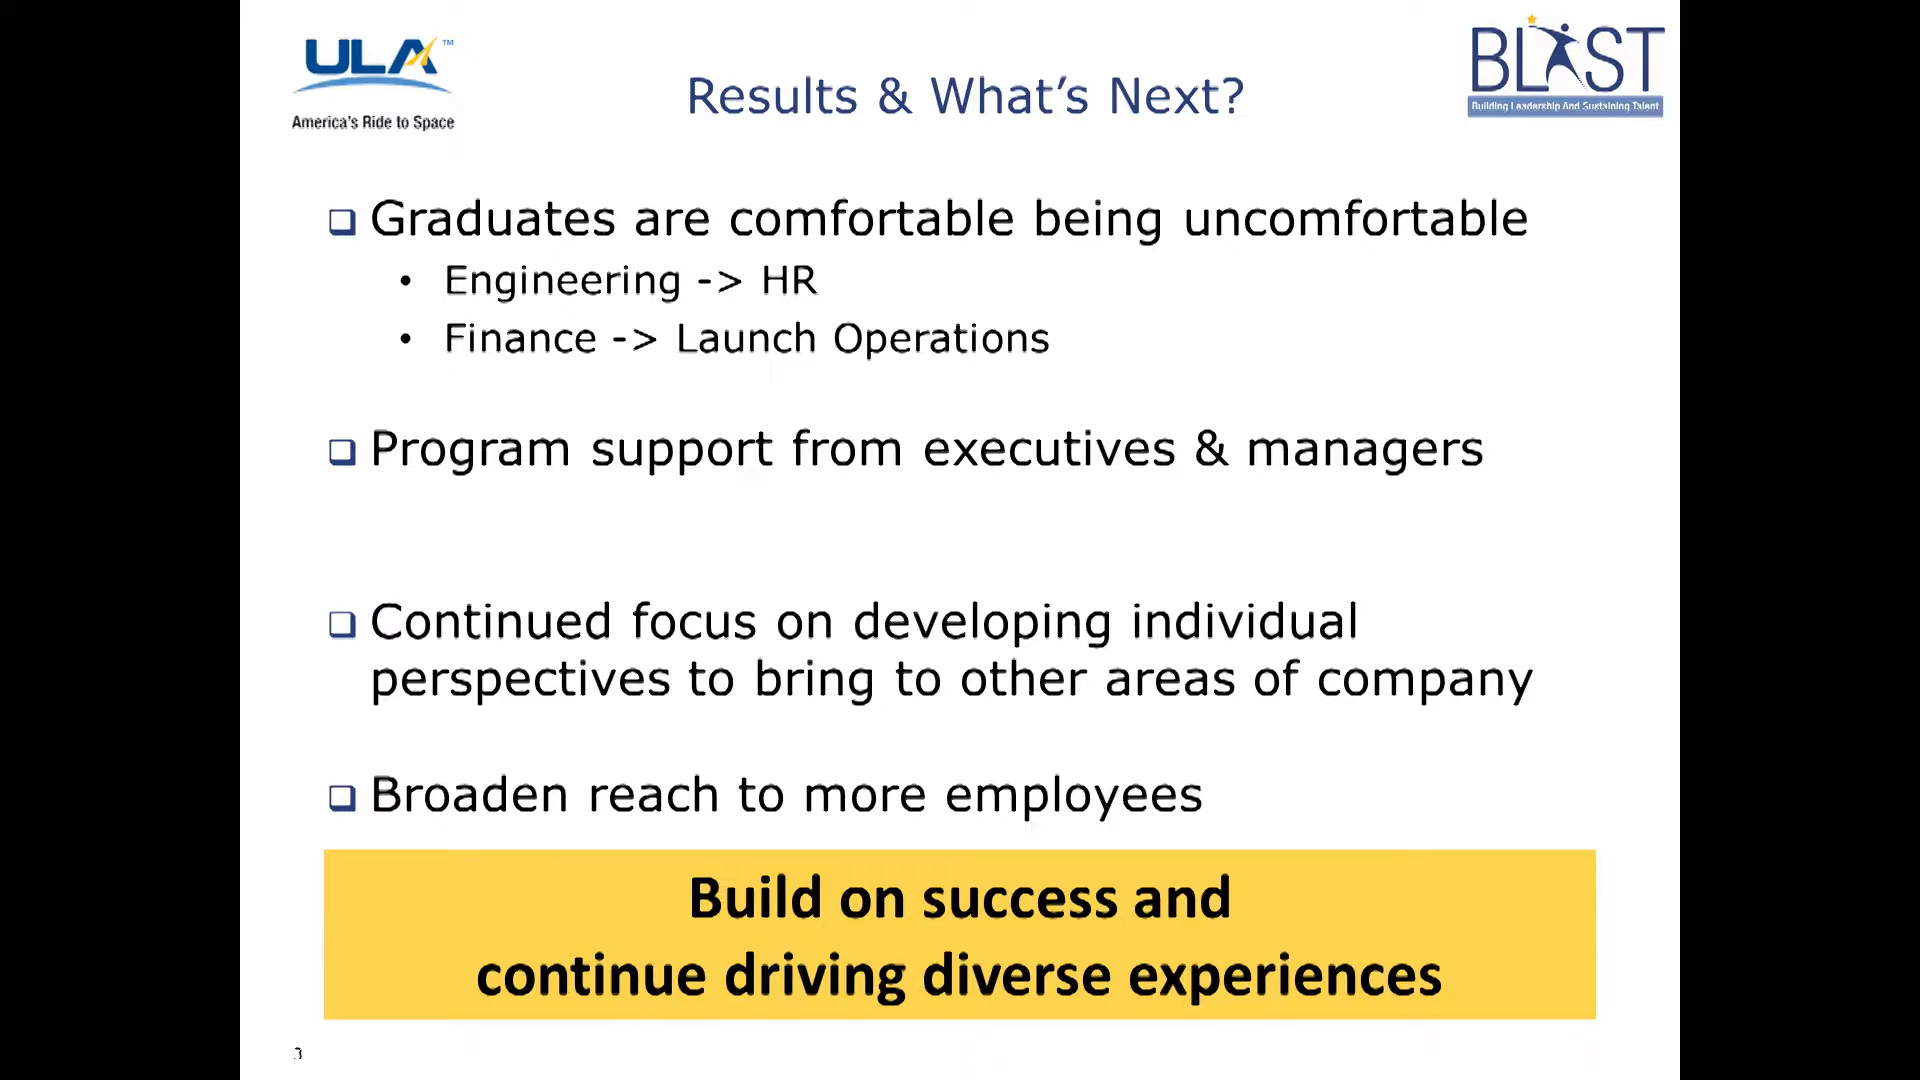 ULA™
America's Ride to Space
BLAST
Building Leadership And Sustaining Talent
Results & What's Next?
Graduates are comfortable being uncomfortable
• Engineering -> HR
• Finance -> Launch Operations
Program support from executives & managers
Continued focus on developing individual
perspectives to bring to other areas of company
Broaden reach to more employees
Build on success and
continue driving diverse experiences
3